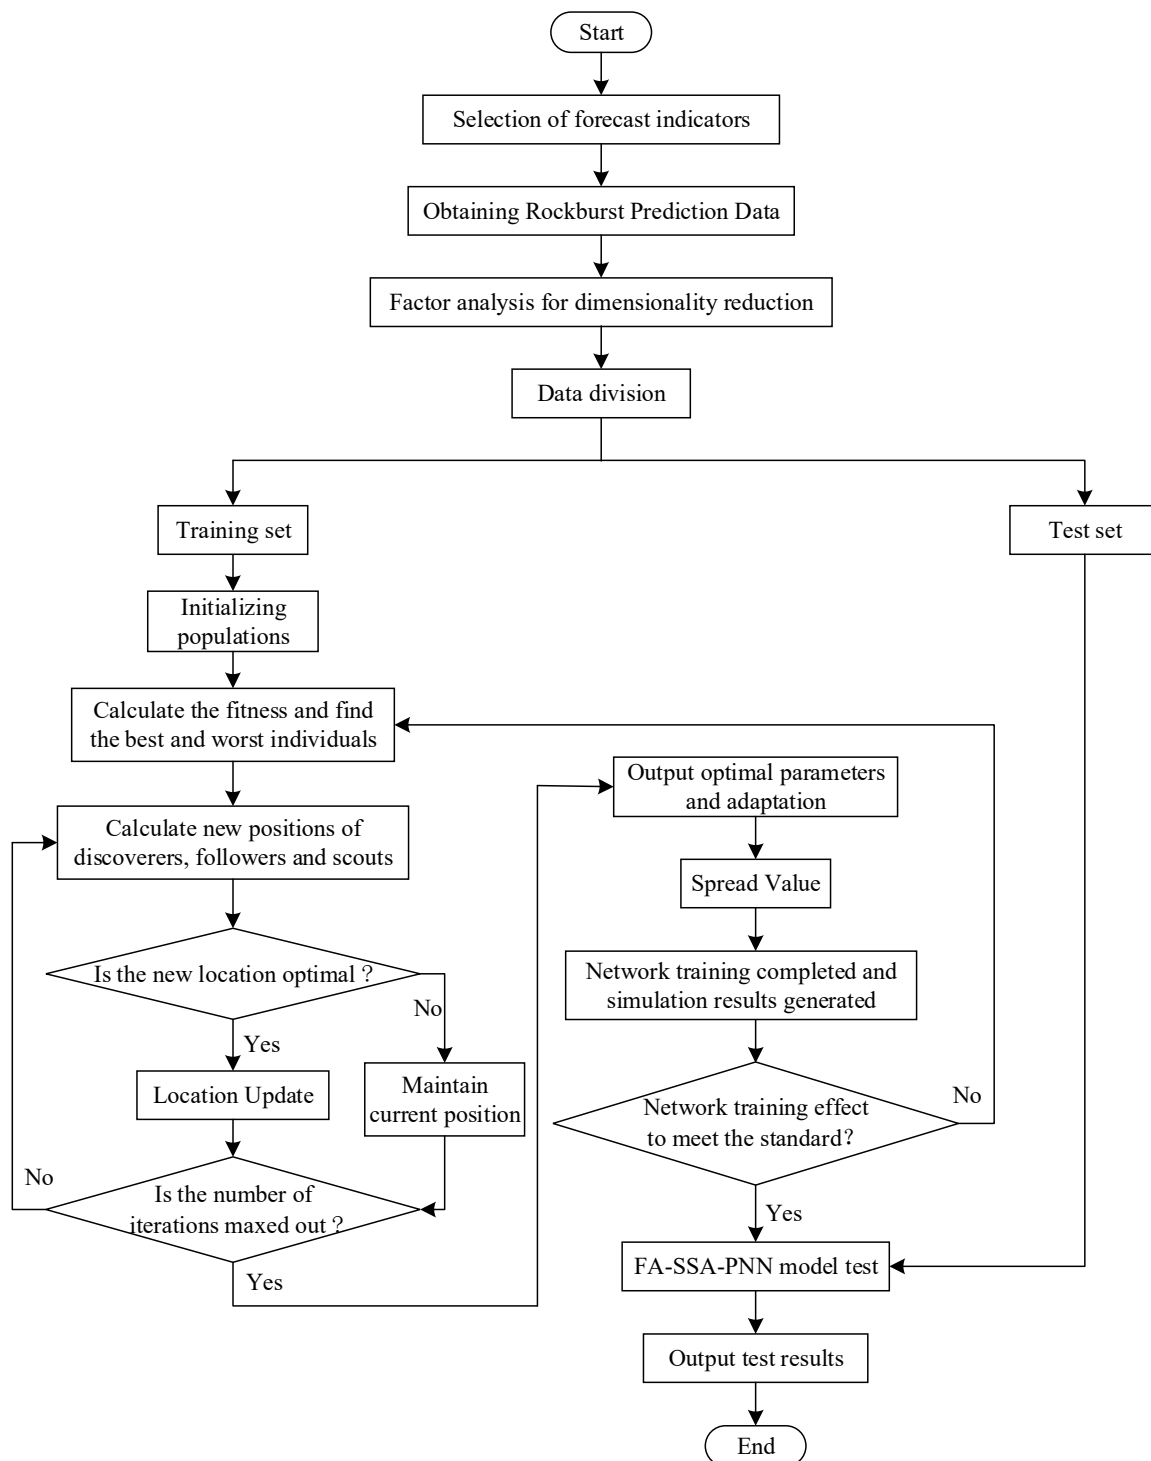 Start
Selection of forecast indicators
Obtaining Rockburst Prediction Data
Factor analysis for dimensionality reduction
Data division
Training set
Test set
Initializing
populations
Calculate the fitness and find
the best and worst individuals
Calculate new positions of
discoverers, followers and scouts
Is the new location optimal ?
No
Yes
Location Update
Maintain
current position
No
Is the number of
iterations maxed out ?
Yes
Output optimal parameters
and adaptation
Spread Value
Network training completed and
simulation results generated
Network training effect
to meet the standard?
No
Yes
FA-SSA-PNN model test
Output test results
End